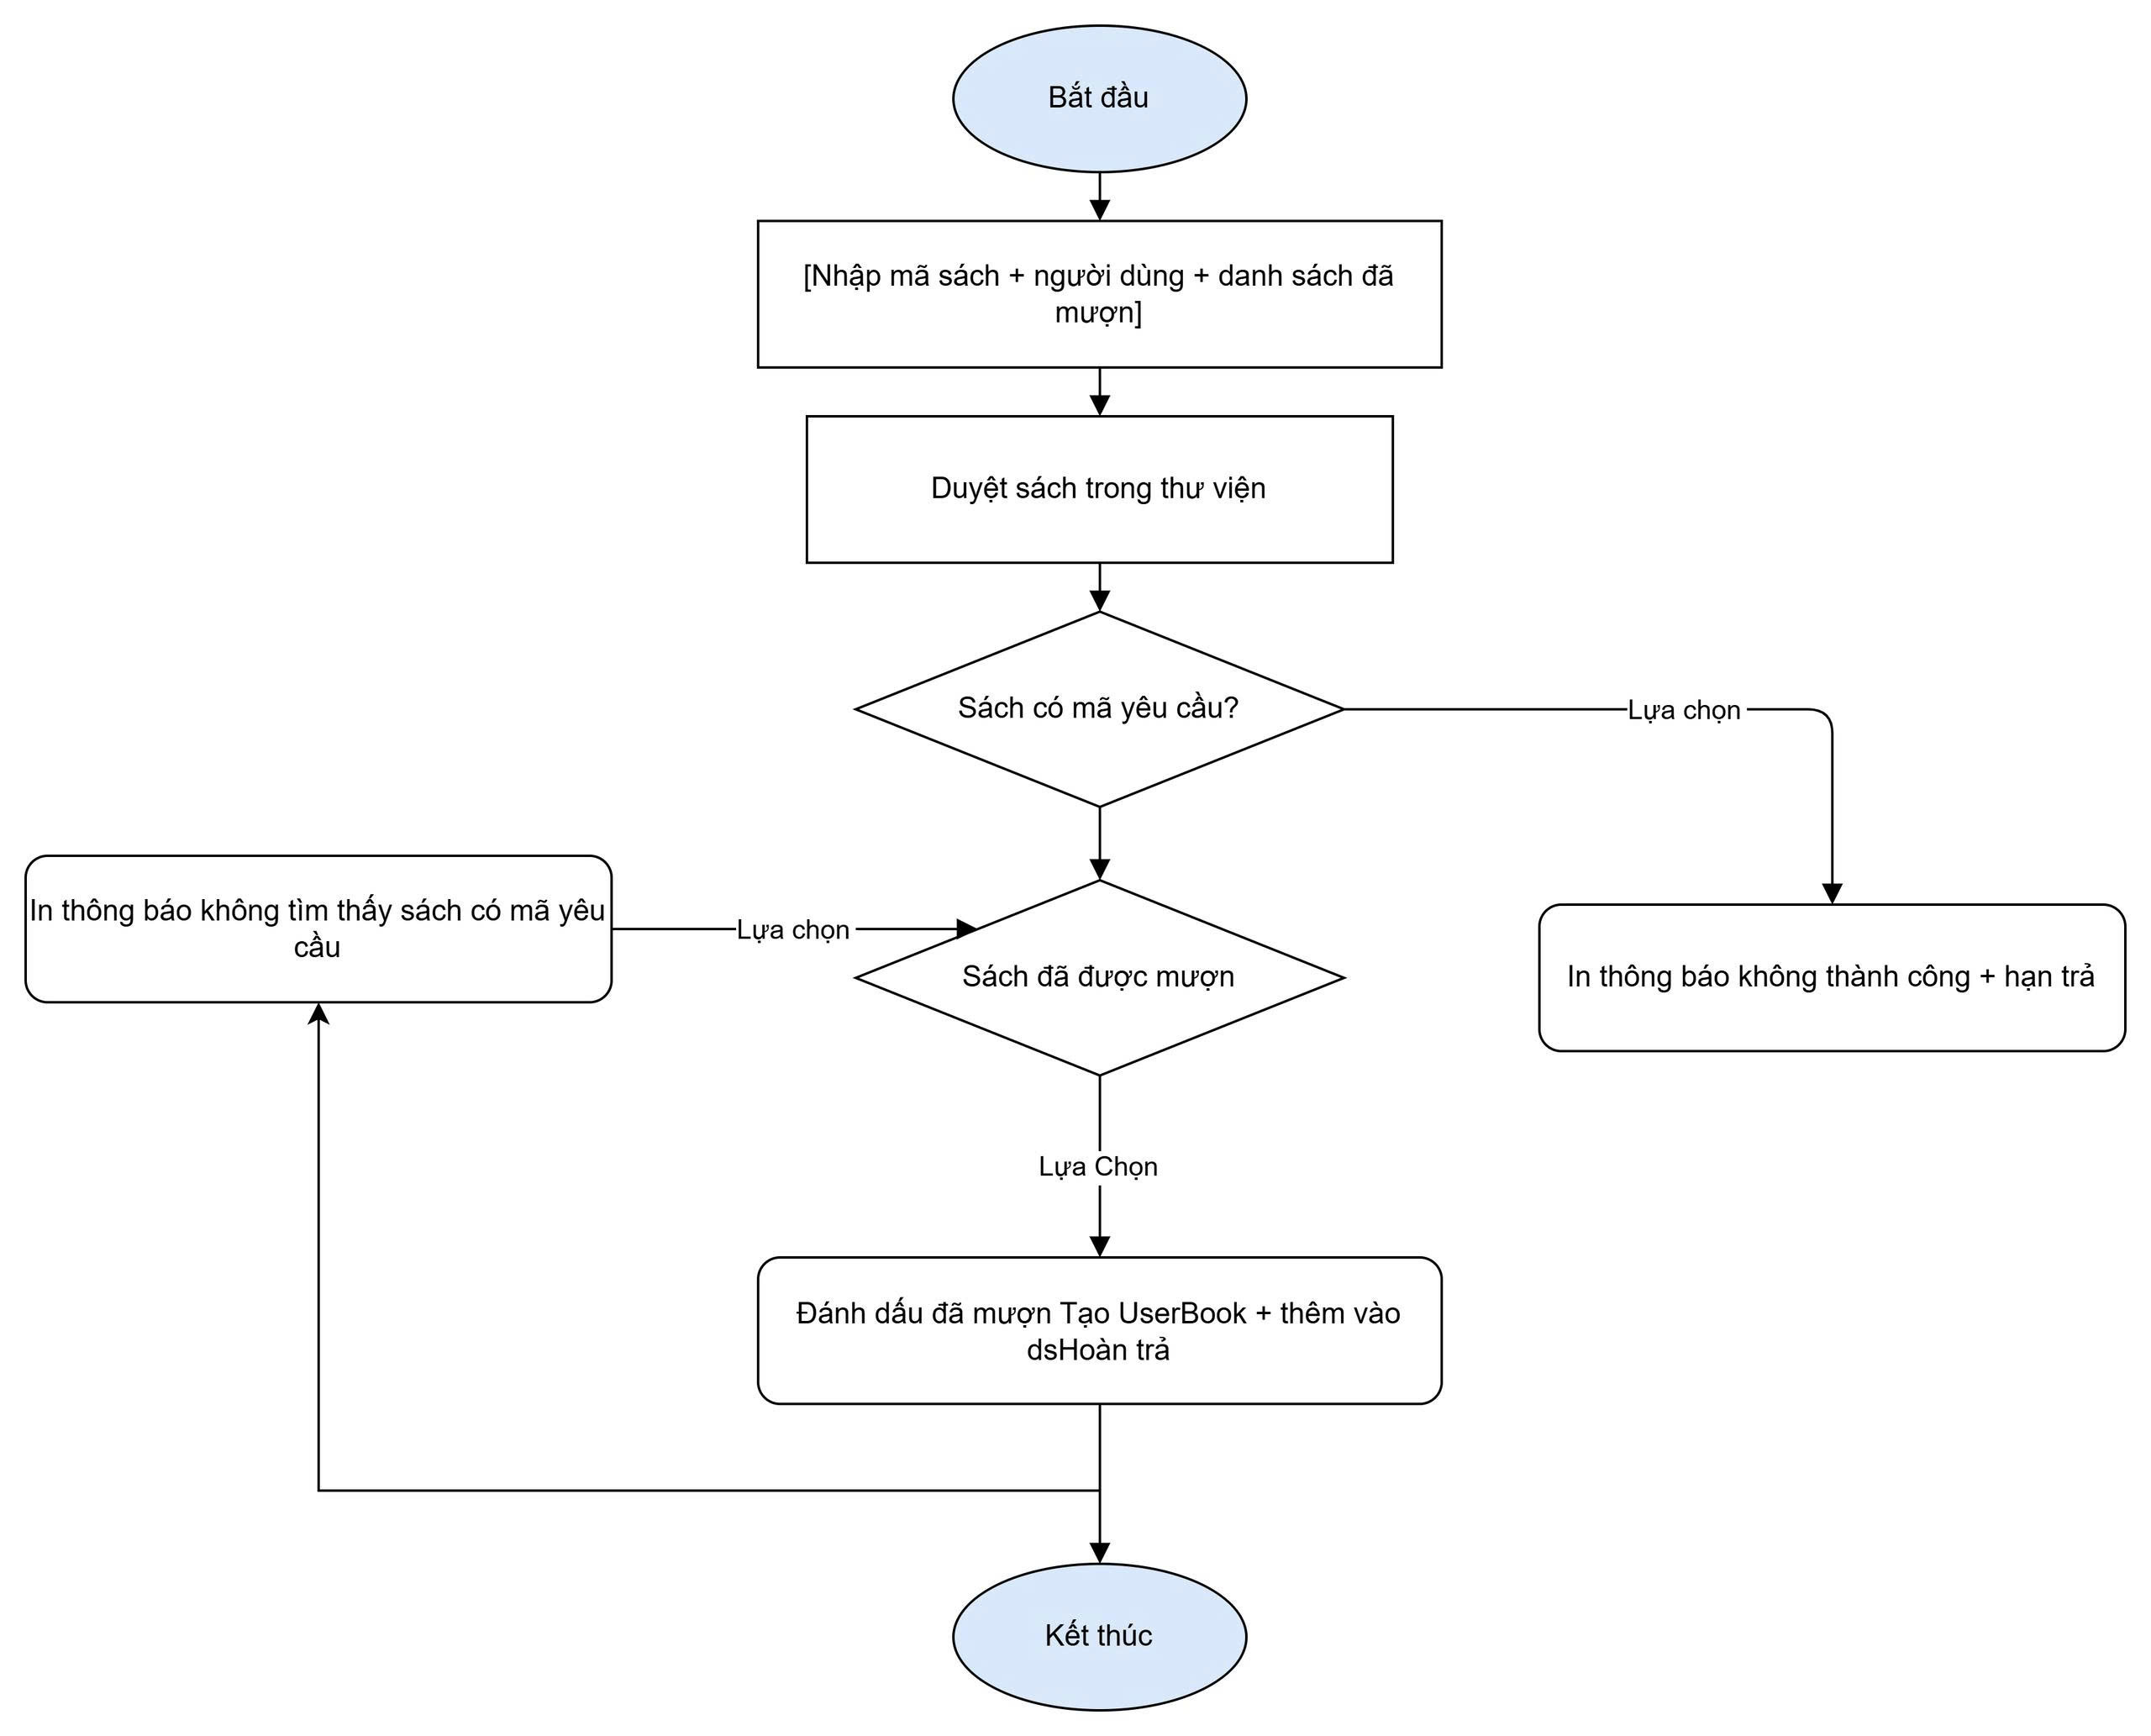 Bắt đầu
[Nhập mã sách + người dùng + danh sách đã
mượn]
Duyệt sách trong thư viện
Sách có mã yêu cầu?
Lựa chọn
In thông báo không tìm thấy sách có mã yêu
cầu
Lựa chọn
Sách đã được mượn
In thông báo không thành công + hạn trả
Lựa Chọn
Đánh dấu đã mượn Tạo UserBook + thêm vào
dsHoàn trả
Kết thúc